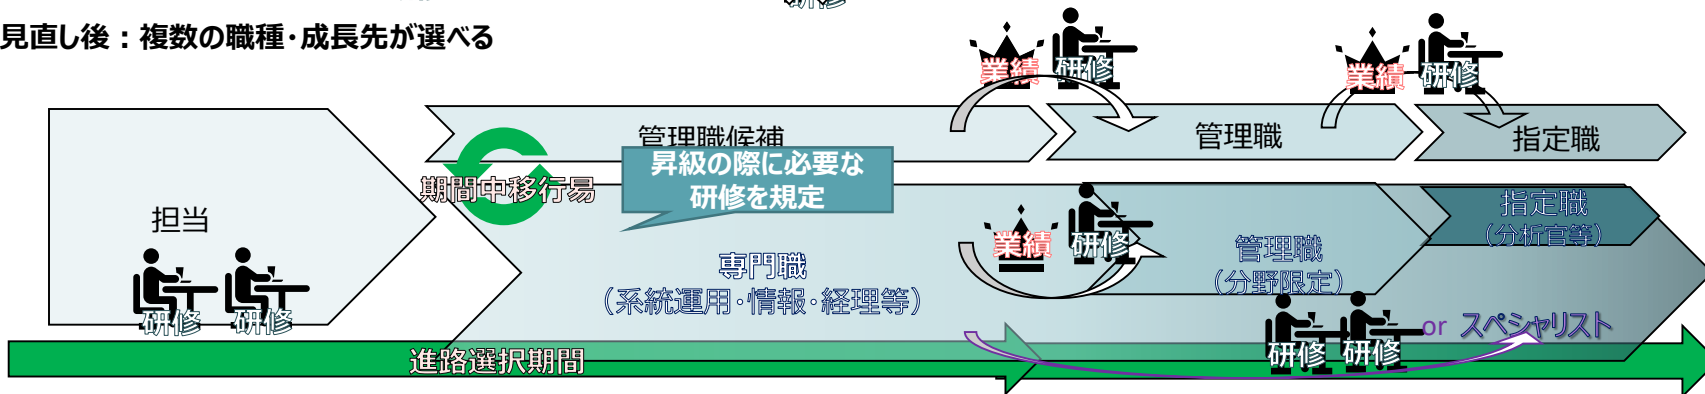 研修
見直し後：複数の職種・成長先が選べる
業績 研修
業績 研修
管理職候補
管理職
指定職
昇級の際に必要な
研修を規定
期間中移行易
担当
研修 研修
専門職
（系統運用・情報・経理等）
業績 研修
管理職
（分野限定）
指定職
（分析官等）
研修 研修
or スペシャリスト
進路選択期間